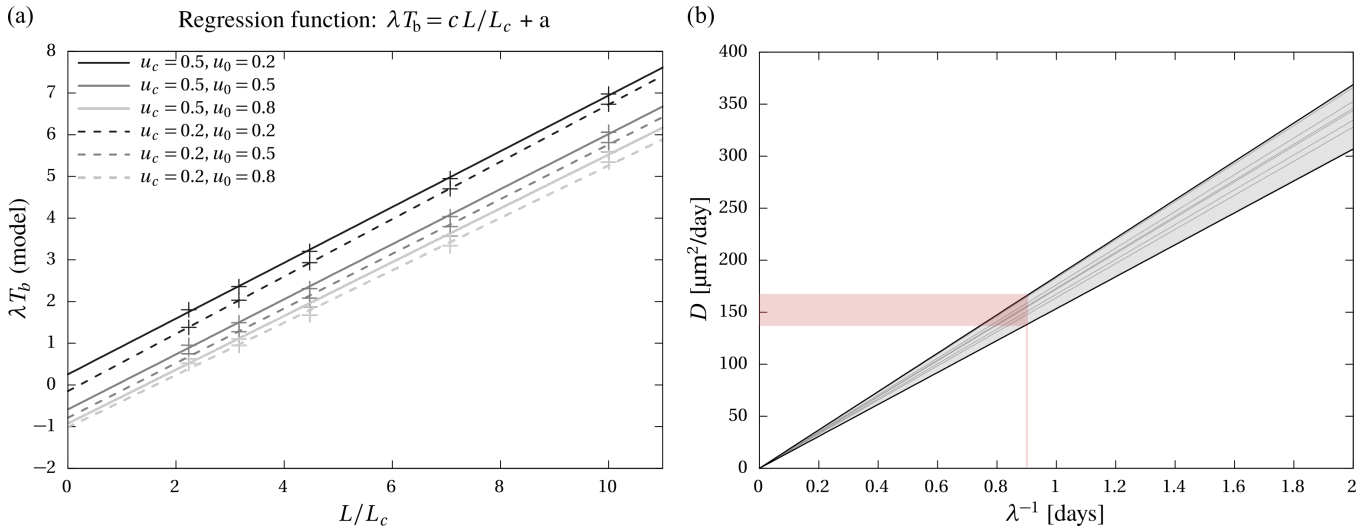 (a)
Regression function: λT_b = c L/L_c + a
8
7
6
5
4
3
2
1
0
−1
−2
λT_b (model)
u_c = 0.5, u_0 = 0.2
u_c = 0.5, u_0 = 0.5
u_c = 0.5, u_0 = 0.8
u_c = 0.2, u_0 = 0.2
u_c = 0.2, u_0 = 0.5
u_c = 0.2, u_0 = 0.8
0 2 4 6 8 10
L/L_c
(b)
400
350
300
250
200
150
100
50
0
D [μm²/day]
0 0.2 0.4 0.6 0.8 1 1.2 1.4 1.6 1.8 2
λ⁻¹ [days]